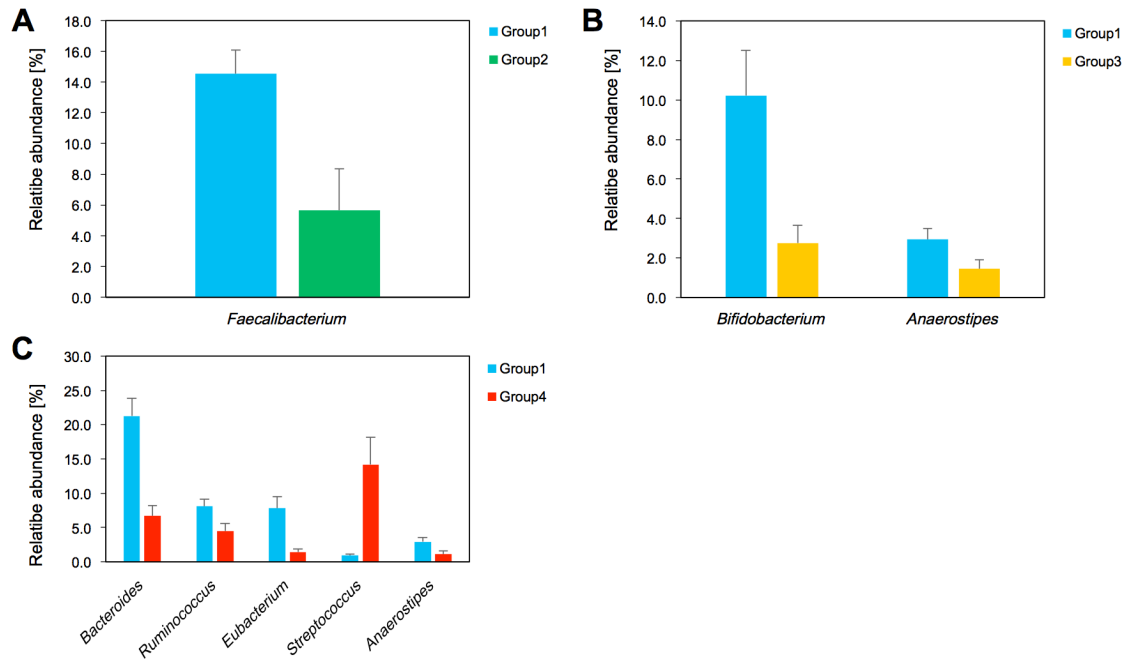 A
Relatibe abundance [%]
18.0
16.0
14.0
12.0
10.0
8.0
6.0
4.0
2.0
0.0
Faecalibacterium
Group1
Group2
B
Relatibe abundance [%]
14.0
12.0
10.0
8.0
6.0
4.0
2.0
0.0
Bifidobacterium
Anaerostipes
Group1
Group3
C
Relatibe abundance [%]
30.0
25.0
20.0
15.0
10.0
5.0
0.0
Bacteroides
Ruminococcus
Eubacterium
Streptococcus
Anaerostipes
Group1
Group4